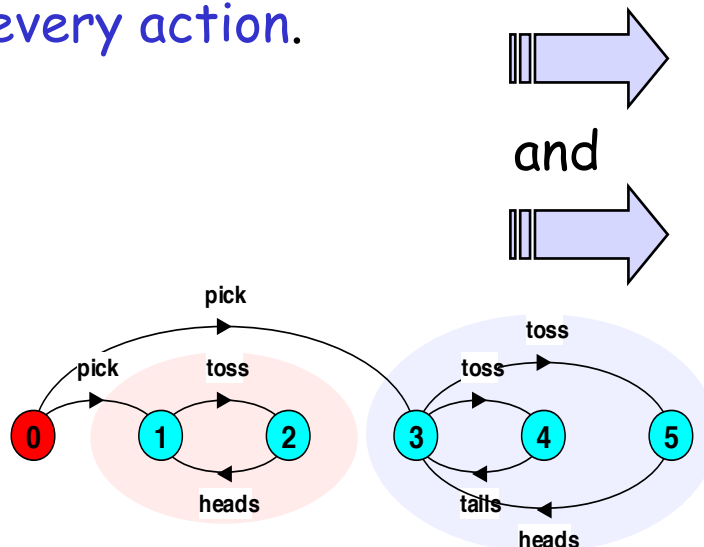 every action.
and
pick
toss
pick
toss
toss
0
1
2
3
4
5
heads
tails
heads